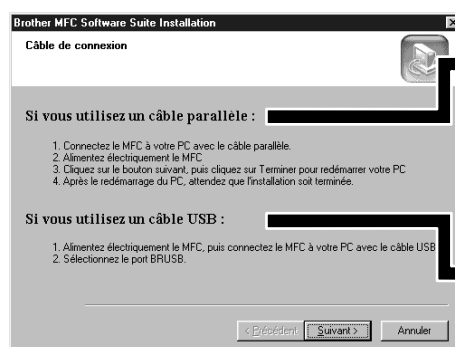 Brother MFC Software Suite Installation
Câble de connexion
Si vous utilisez un câble parallèle :
1. Connectez le MFC à votre PC avec le câble parallèle.
2. Alimentez électriquement le MFC
3. Cliquez sur le bouton suivant, puis cliquez sur Terminer pour redémarrer votre PC
4. Après le redémarrage du PC, attendez que l'installation soit terminée.
Si vous utilisez un câble USB :
1. Alimentez électriquement le MFC, puis connectez le MFC à votre PC avec le câble USB
2. Sélectionnez le port BRUSB.
< Précédent Suivant > Annuler